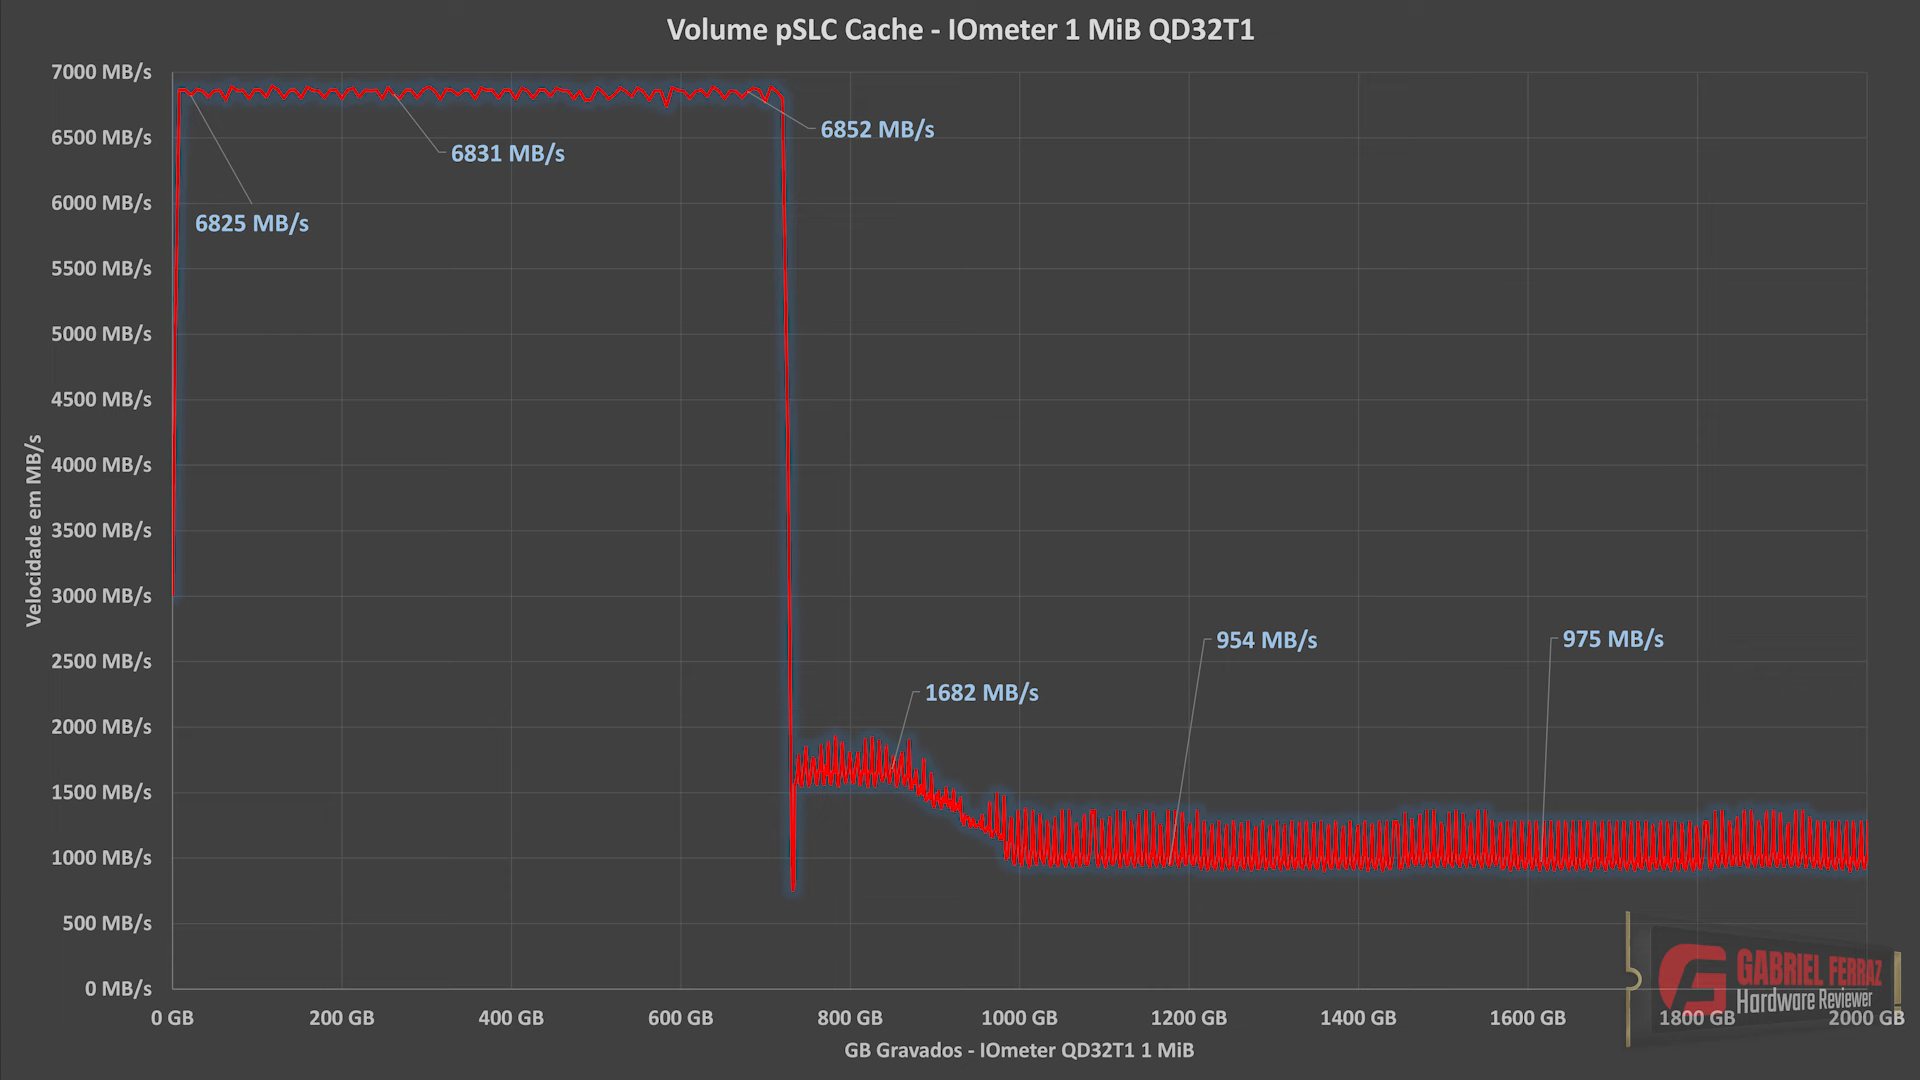 Volume pSLC Cache - IOmeter 1 MiB QD32T1
7000 MB/s
6500 MB/s
6000 MB/s
5500 MB/s
5000 MB/s
4500 MB/s
4000 MB/s
3500 MB/s
3000 MB/s
2500 MB/s
2000 MB/s
1500 MB/s
1000 MB/s
500 MB/s
0 MB/s
Velocidade em MB/s
6825 MB/s
6831 MB/s
6852 MB/s
1682 MB/s
954 MB/s
975 MB/s
0 GB
200 GB
400 GB
600 GB
800 GB
1000 GB
1200 GB
1400 GB
1600 GB
1800 GB
2000 GB
GB Gravados - IOmeter QD32T1 1 MiB
GABRIEL FERRAZ
Hardware Reviewer